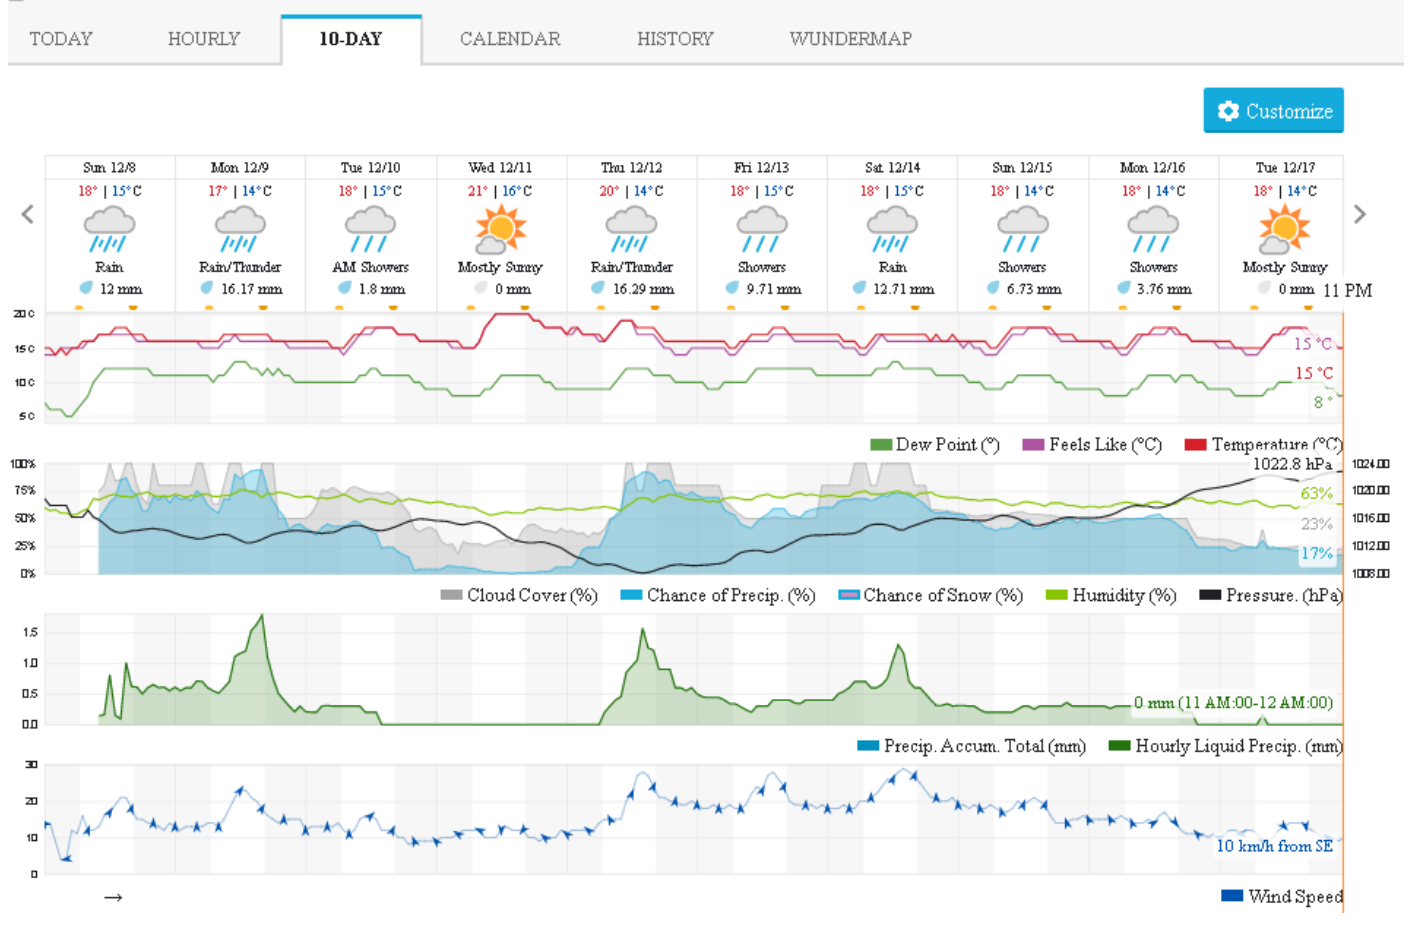 TODAY HOURLY 10-DAY CALENDAR HISTORY WUNDERMAP
Customize
Sun 12/8 Mon 12/9 Tue 12/10 Wed 12/11 Thu 12/12 Fri 12/13 Sat 12/14 Sun 12/15 Mon 12/16 Tue 12/17
18° | 15°C 17° | 14°C 18° | 15°C 21° | 16°C 20° | 14°C 18° | 15°C 18° | 15°C 18° | 14°C 18° | 14°C 18° | 14°C
Rain Rain/Thunder AM Showers Mostly Sunny Rain/Thunder Showers Rain Showers Showers Mostly Sunny
12 mm 16.17 mm 1.8 mm 0 mm 16.29 mm 9.71 mm 12.71 mm 6.73 mm 3.76 mm 0 mm 11 PM
20 C
15 C 15 °C
10 C 15 °C
5 C 8 °
Dew Point (°) Feels Like (°C) Temperature (°C)
100% 1022.8 hPa 1024.00
75% 63% 1020.00
50% 23% 1016.00
25% 17% 1012.00
0% 1008.00
Cloud Cover (%) Chance of Precip. (%) Chance of Snow (%) Humidity (%) Pressure. (hPa)
1.5
1.0
0.5 0 mm (11 AM:00-12 AM:00)
0.0
Precip. Accum. Total (mm) Hourly Liquid Precip. (mm)
30
20
10 10 km/h from SE
0
→ Wind Speed